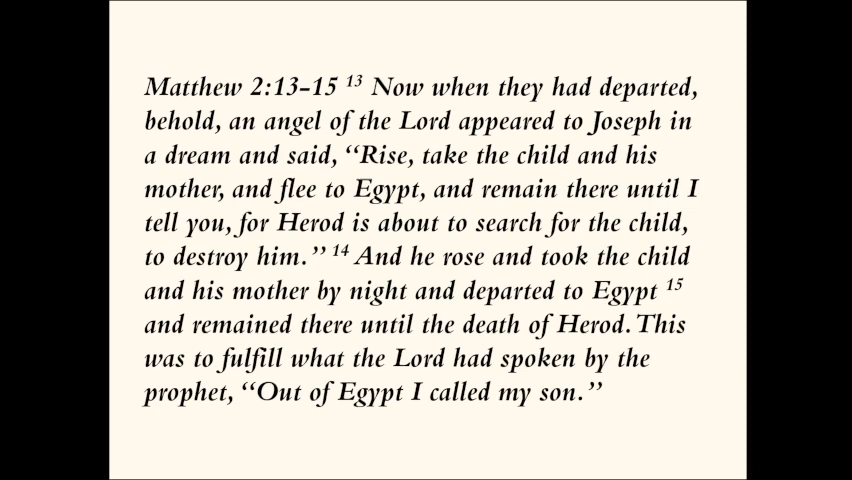 Matthew 2:13-15 ¹³ Now when they had departed,
behold, an angel of the Lord appeared to Joseph in
a dream and said, “Rise, take the child and his
mother, and flee to Egypt, and remain there until I
tell you, for Herod is about to search for the child,
to destroy him.” ¹⁴ And he rose and took the child
and his mother by night and departed to Egypt ¹⁵
and remained there until the death of Herod. This
was to fulfill what the Lord had spoken by the
prophet, “Out of Egypt I called my son.”